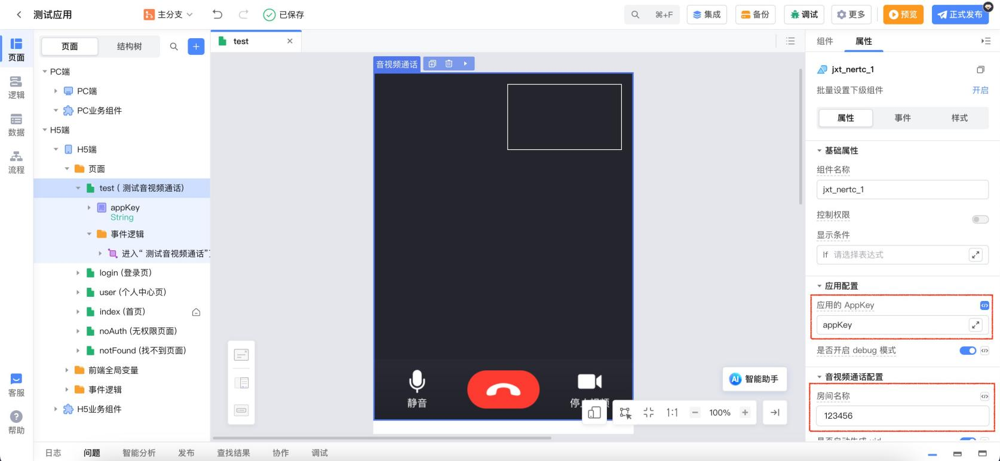 测试应用
主分支
已保存
⌘+F
集成
备份
调试
更多
预览
正式发布
页面
逻辑
数据
流程
客服
帮助
页面
结构树
PC端
PC端
PC业务组件
H5端
H5端
页面
test ( 测试音视频通话)
局
appKey
String
事件逻辑
进入“ 测试音视频通话”
login (登录页)
user (个人中心页)
index (首页)
noAuth (无权限页面)
notFound (找不到页面)
前端全局变量
事件逻辑
H5业务组件
test
音视频通话
静音
停止视频
AI 智能助手
1:1
100%
组件
属性
jxt_nertc_1
批量设置下级组件
开启
属性
事件
样式
基础属性
组件名称
jxt_nertc_1
控制权限
显示条件
If 请选择表达式
应用配置
应用的 AppKey
appKey
是否开启 debug 模式
音视频通话配置
房间名称
123456
是否自动生成 uid
日志
问题
智能分析
发布
查找结果
协作
调试